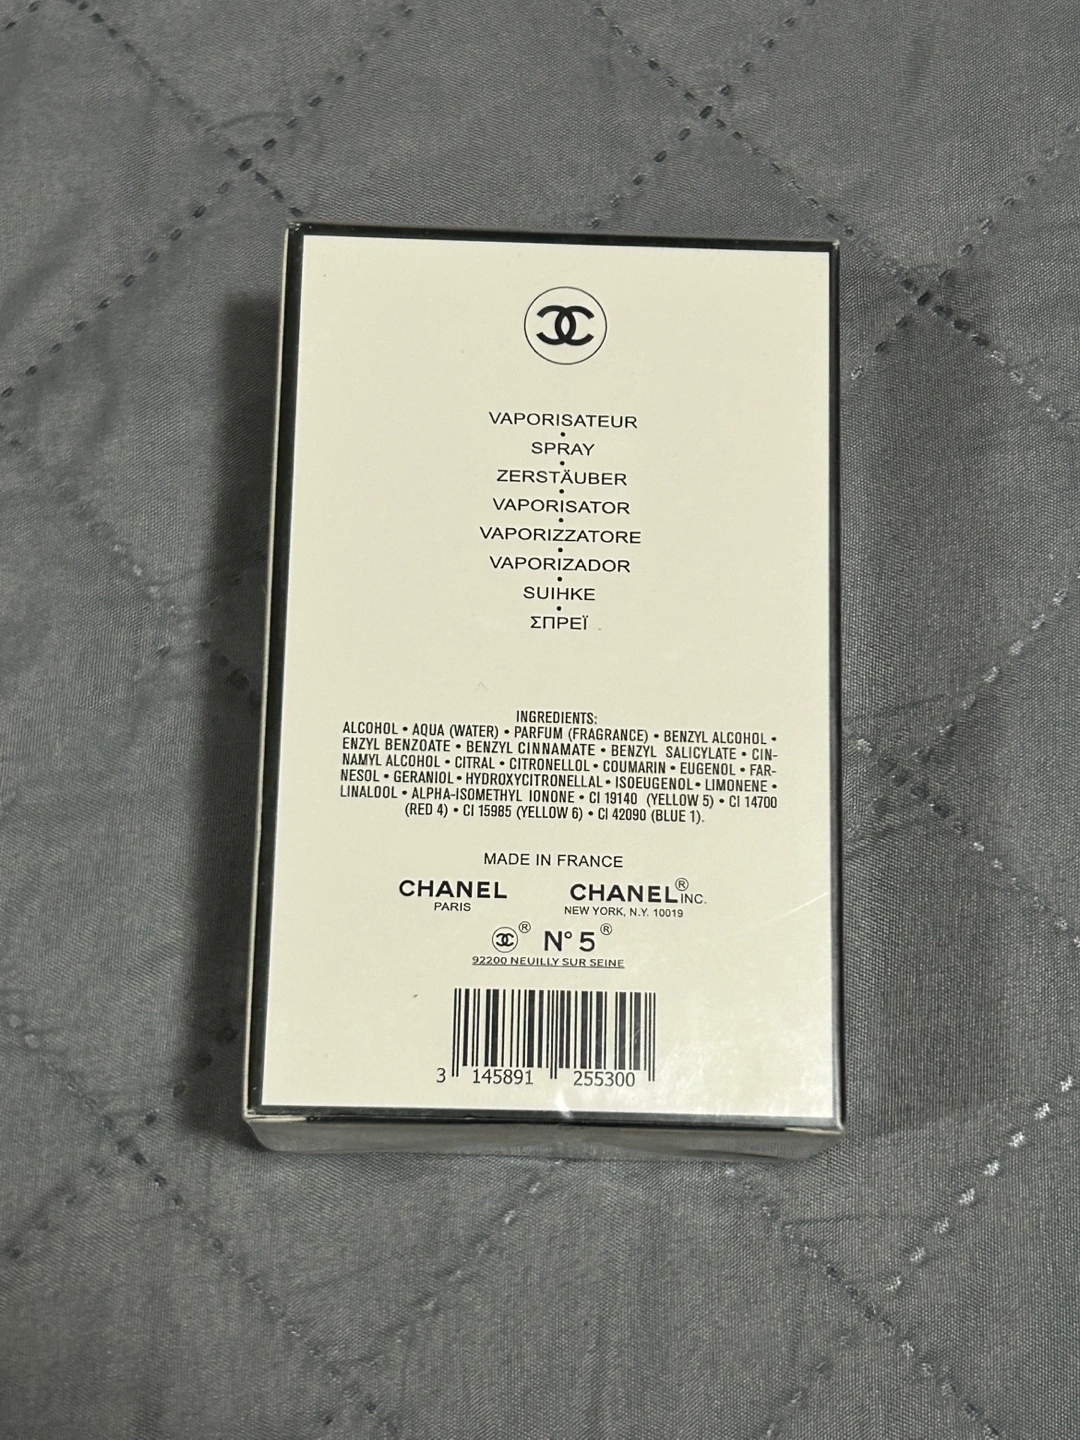 VAPORISATEUR
•
SPRAY
•
ZERSTÄUBER
•
VAPORISATOR
•
VAPORIZZATORE
•
VAPORIZADOR
•
SUIHKE
•
ΣΠΡΕΪ
INGREDIENTS:
ALCOHOL • AQUA (WATER) • PARFUM (FRAGRANCE) • BENZYL ALCOHOL •
ENZYL BENZOATE • BENZYL CINNAMATE • BENZYL SALICYLATE • CIN-
NAMYL ALCOHOL • CITRAL • CITRONELLOL • COUMARIN • EUGENOL • FAR-
NESOL • GERANIOL • HYDROXYCITRONELLAL • ISOEUGENOL • LIMONENE •
LINALOOL • ALPHA-ISOMETHYL IONONE • CI 19140 (YELLOW 5) • CI 14700
(RED 4) • CI 15985 (YELLOW 6) • CI 42090 (BLUE 1).
MADE IN FRANCE
CHANEL CHANEL® INC.
PARIS NEW YORK, N.Y. 10019
® N° 5 ®
92200 NEUILLY SUR SEINE
3 145891 255300